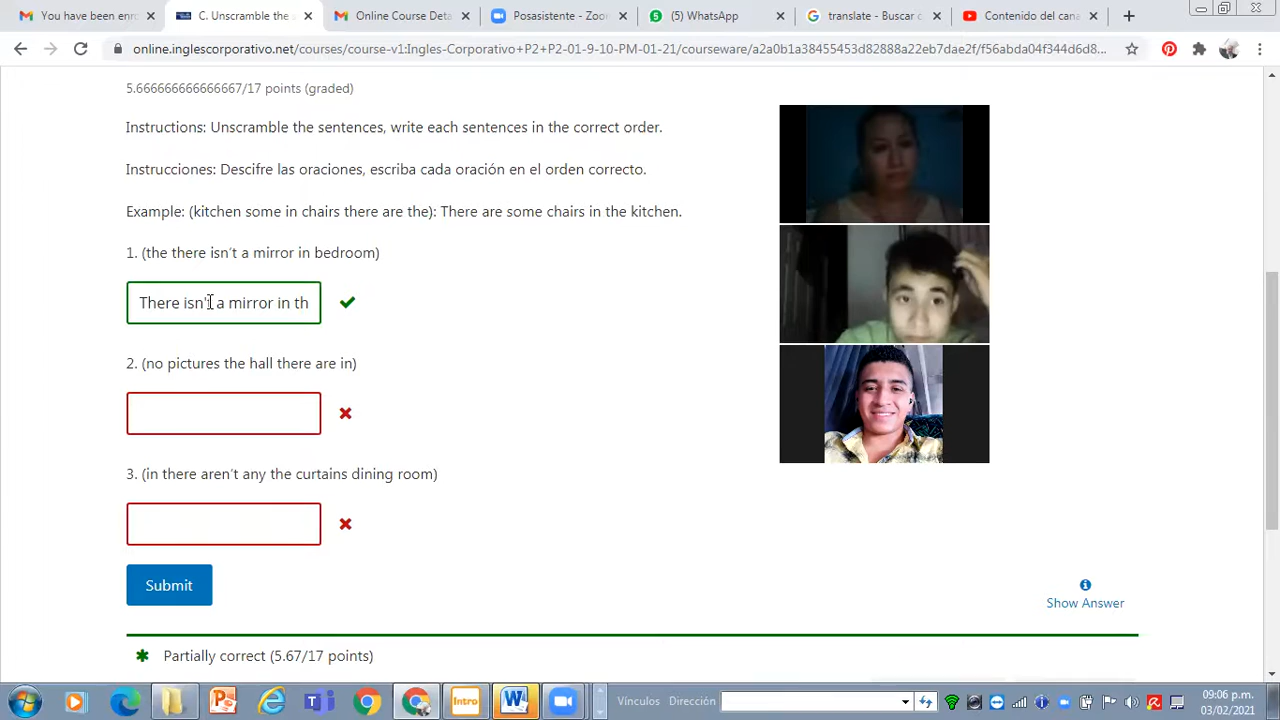 You have been enro
C. Unscramble the s
Online Course Deta
Posasistente - Zoo
(5) WhatsApp
translate - Buscar c
Contenido del cana
online.inglescorporativo.net/courses/course-v1:Ingles-Corporativo+P2+P2-01-9-10-PM-01-21/courseware/a2a0b1a38455453d82888a22eb7dae2f/f56abda04f344d6d8...
5.666666666666667/17 points (graded)
Instructions: Unscramble the sentences, write each sentences in the correct order.
Instrucciones: Descifre las oraciones, escriba cada oración en el orden correcto.
Example: (kitchen some in chairs there are the): There are some chairs in the kitchen.
1. (the there isn´t a mirror in bedroom)
There isn't a mirror in th
2. (no pictures the hall there are in)
3. (in there aren´t any the curtains dining room)
Submit
Show Answer
Partially correct (5.67/17 points)
Intro
Vínculos Dirección
09:06 p.m.
03/02/2021